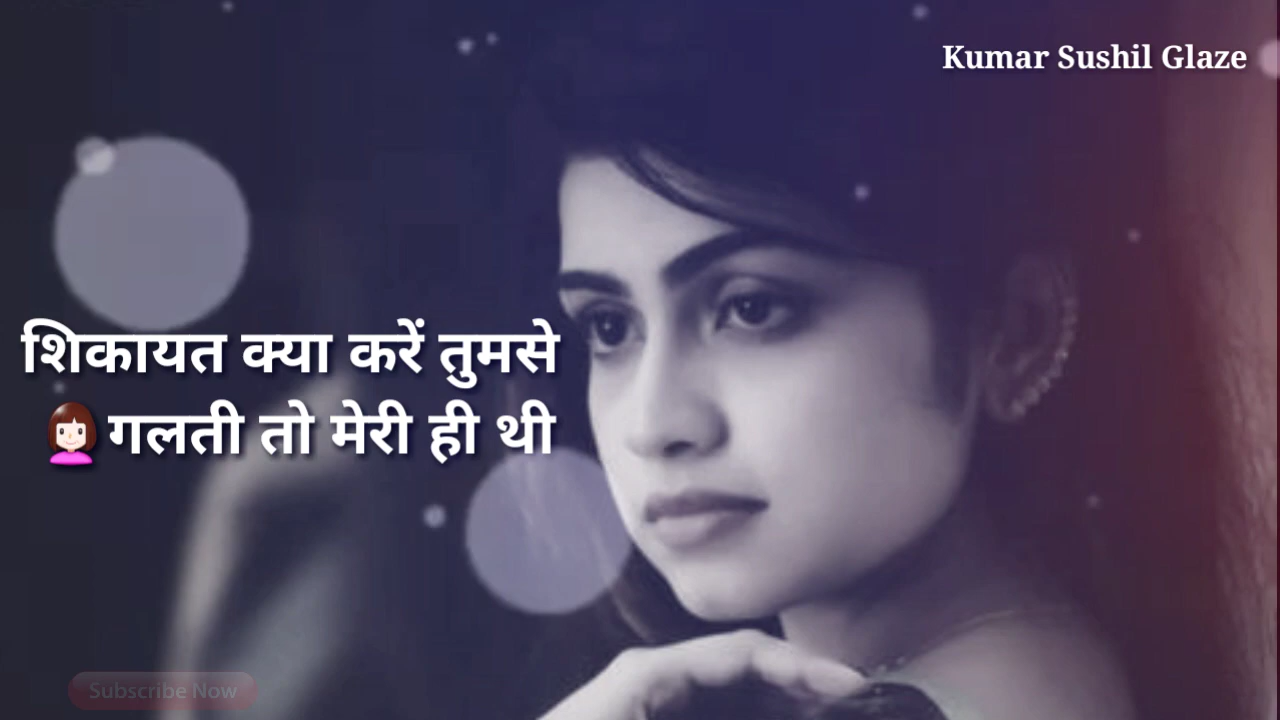 Kumar Sushil Glaze
शिकायत क्या करें तुमसे
गलती तो मेरी ही थी
Subscribe Now